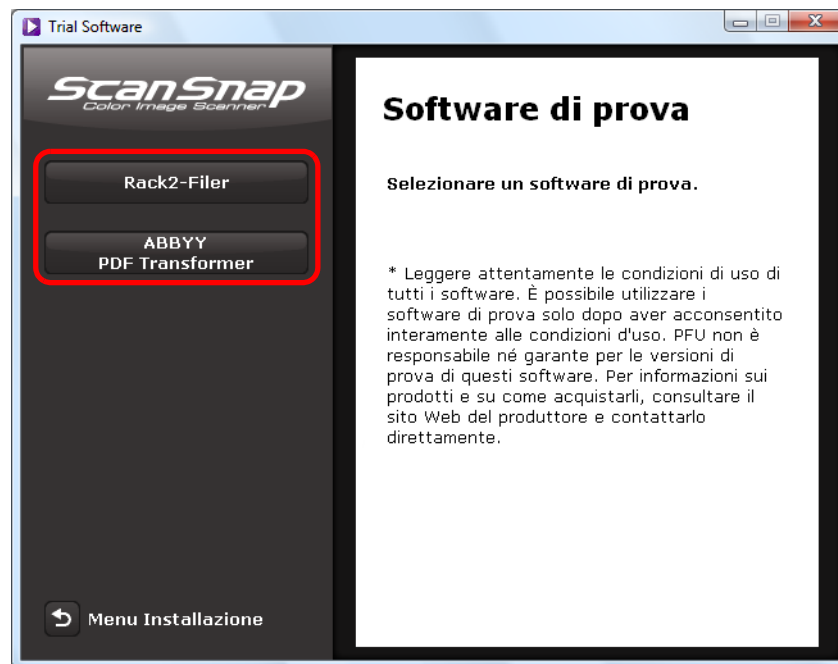 Trial Software
ScanSnap
Color Image Scanner
Rack2-Filer
ABBYY
PDF Transformer
Menu Installazione
Software di prova
Selezionare un software di prova.
* Leggere attentamente le condizioni di uso di
tutti i software. È possibile utilizzare i
software di prova solo dopo aver acconsentito
interamente alle condizioni d'uso. PFU non è
responsabile né garante per le versioni di
prova di questi software. Per informazioni sui
prodotti e su come acquistarli, consultare il
sito Web del produttore e contattarlo
direttamente.